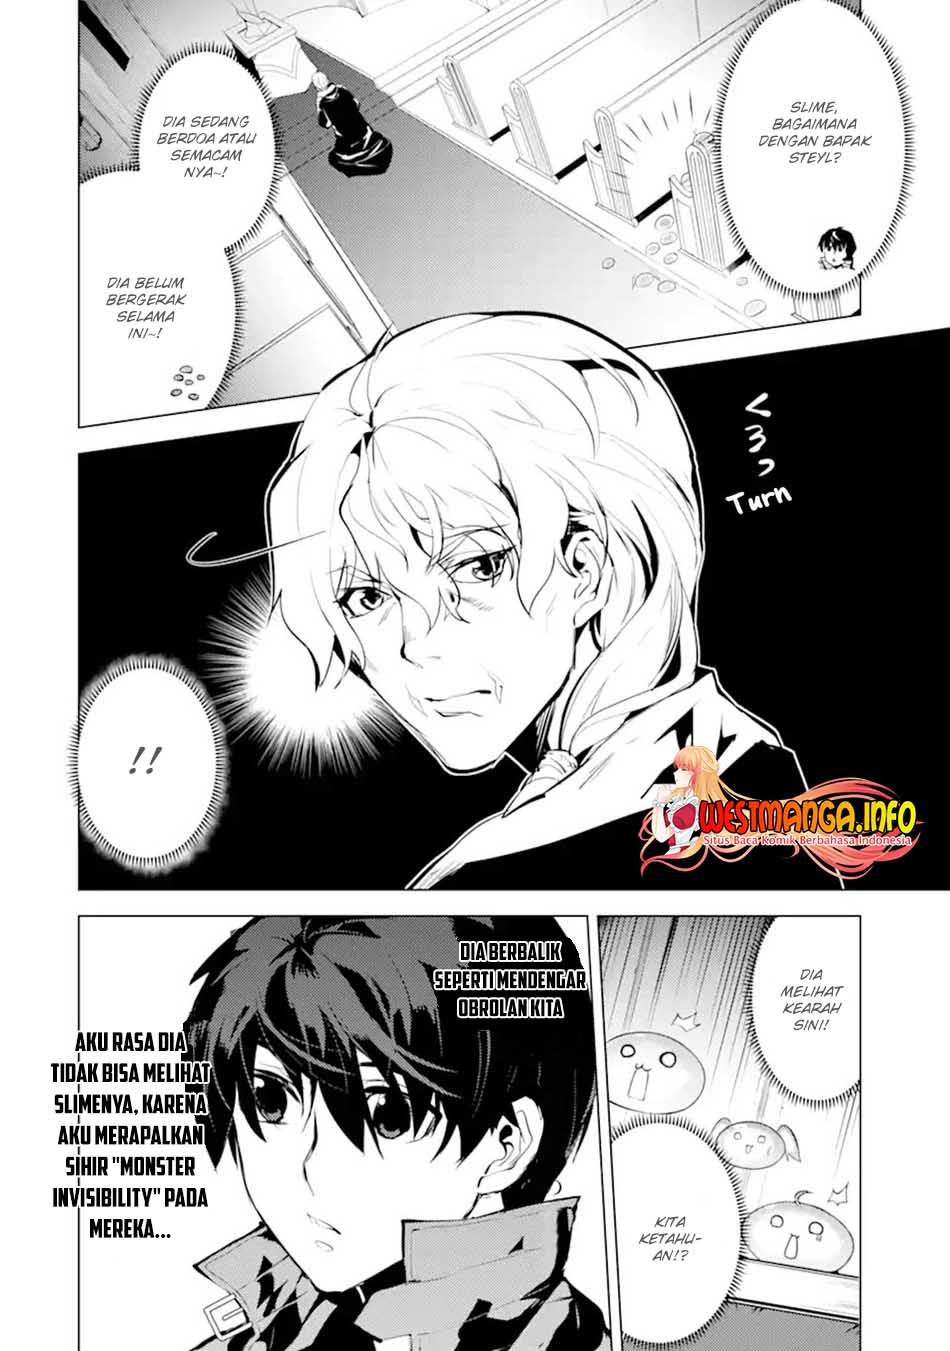 SLIME,
BAGAIMANA
DENGAN BAPAK
STEYL?
DIA SEDANG
BERDOA ATAU
SEMACAM
NYA~!
DIA BELUM
BERGERAK
SELAMA
INI~!
くるっ
Turn
!!
WESTMANGA.INFO
Situs Baca Komik Berbahasa Indonesia
DIA
MELIHAT
KEARAH
SINI!
KITA
KETAHU-
AN!?
DIA BERBALIK
SEPERTI MENDENGAR
OBROLAN KITA
AKU RASA DIA
TIDAK BISA MELIHAT
SLIMENYA, KARENA
AKU MERAPALKAN
SIHIR "MONSTER
INVISIBILITY" PADA
MEREKA...